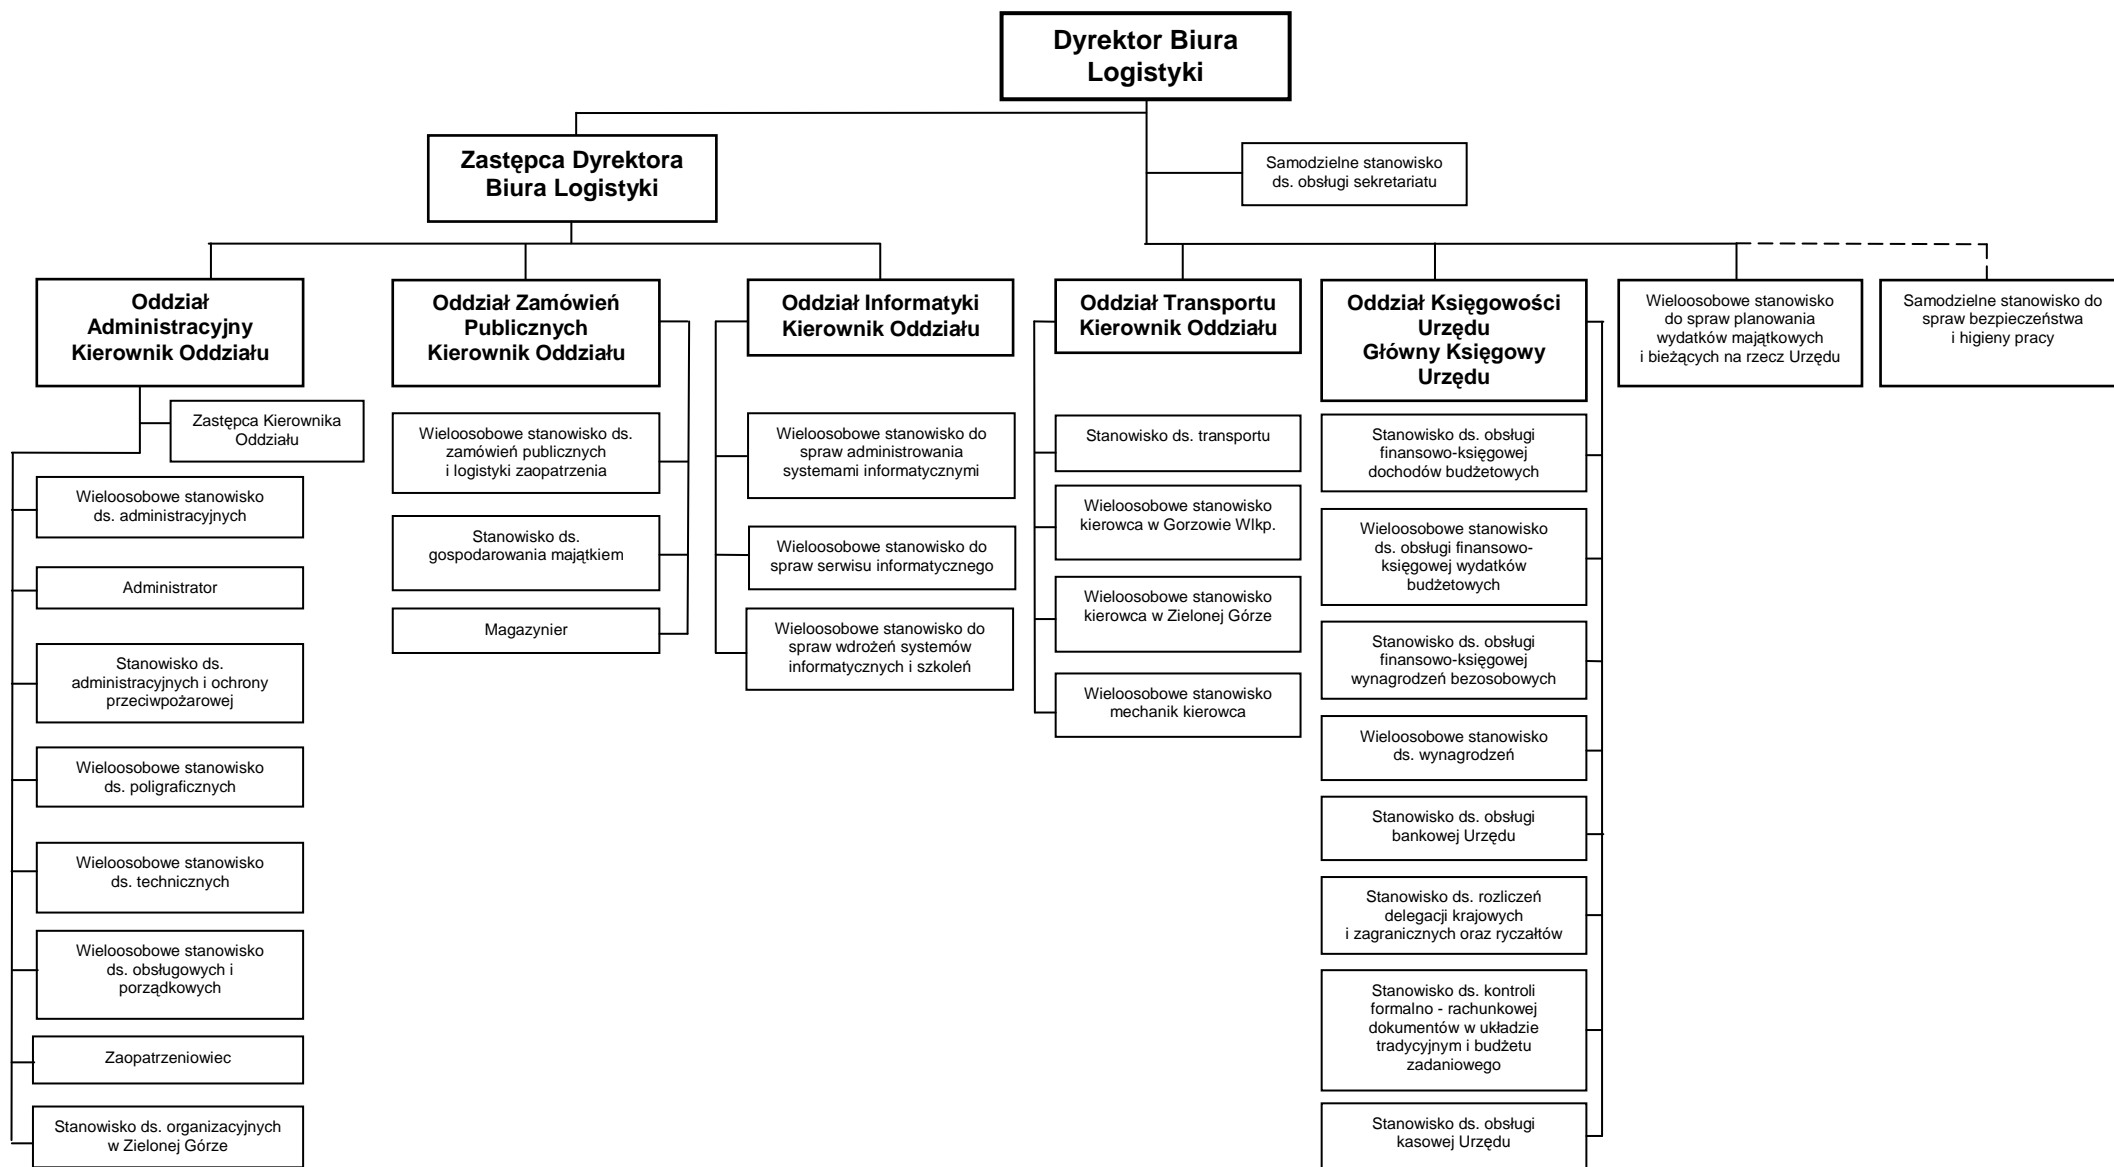 Dyrektor Biura
Logistyki
Zastępca Dyrektora
Biura Logistyki
Samodzielne stanowisko
ds. obsługi sekretariatu
Oddział
Administracyjny
Kierownik Oddziału
Zastępca Kierownika
Oddziału
Wieloosobowe stanowisko
ds. administracyjnych
Administrator
Stanowisko ds.
administracyjnych i ochrony
przeciwpożarowej
Wieloosobowe stanowisko
ds. poligraficznych
Wieloosobowe stanowisko
ds. technicznych
Wieloosobowe stanowisko
ds. obsługowych i
porządkowych
Zaopatrzeniowiec
Stanowisko ds. organizacyjnych
w Zielonej Górze
Oddział Zamówień
Publicznych
Kierownik Oddziału
Wieloosobowe stanowisko ds.
zamówień publicznych
i logistyki zaopatrzenia
Stanowisko ds.
gospodarowania majątkiem
Magazynier
Oddział Informatyki
Kierownik Oddziału
Wieloosobowe stanowisko do
spraw administrowania
systemami informatycznymi
Wieloosobowe stanowisko do
spraw serwisu informatycznego
Wieloosobowe stanowisko do
spraw wdrożeń systemów
informatycznych i szkoleń
Oddział Transportu
Kierownik Oddziału
Stanowisko ds. transportu
Wieloosobowe stanowisko
kierowca w Gorzowie Wlkp.
Wieloosobowe stanowisko
kierowca w Zielonej Górze
Wieloosobowe stanowisko
mechanik kierowca
Oddział Księgowości
Urzędu
Główny Księgowy
Urzędu
Stanowisko ds. obsługi
finansowo-księgowej
dochodów budżetowych
Wieloosobowe stanowisko
ds. obsługi finansowo-
księgowej wydatków
budżetowych
Stanowisko ds. obsługi
finansowo-księgowej
wynagrodzeń bezosobowych
Wieloosobowe stanowisko
ds. wynagrodzeń
Stanowisko ds. obsługi
bankowej Urzędu
Stanowisko ds. rozliczeń
delegacji krajowych
i zagranicznych oraz ryczałtów
Stanowisko ds. kontroli
formalno - rachunkowej
dokumentów w układzie
tradycyjnym i budżetu
zadaniowego
Stanowisko ds. obsługi
kasowej Urzędu
Wieloosobowe stanowisko
do spraw planowania
wydatków majątkowych
i bieżących na rzecz Urzędu
Samodzielne stanowisko do
spraw bezpieczeństwa
i higieny pracy